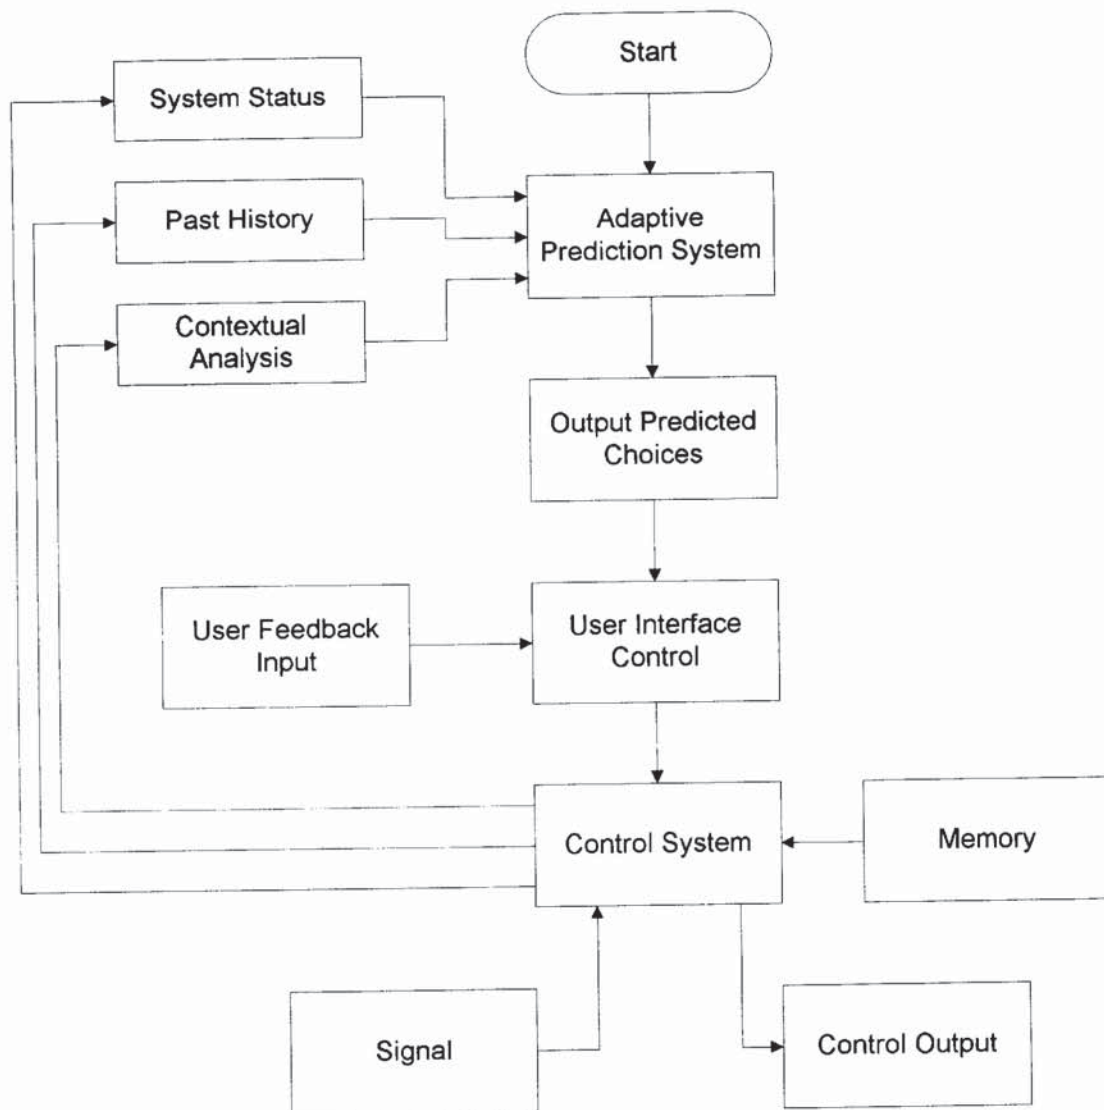 Start
System Status
Past History
Adaptive
Prediction System
Contextual
Analysis
Output Predicted
Choices
User Feedback
Input
User Interface
Control
Control System
Memory
Signal
Control Output